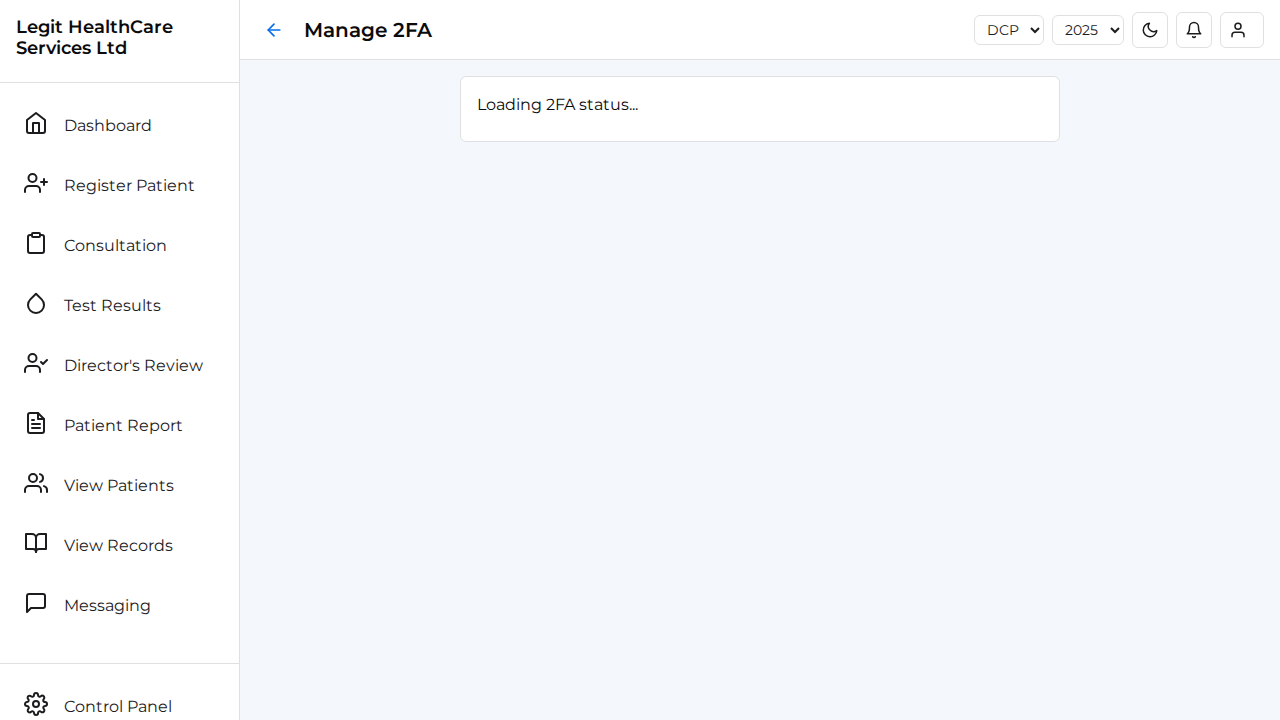 Legit HealthCare
Services Ltd
Manage 2FA
DCP
2025
Loading 2FA status...
Dashboard
Register Patient
Consultation
Test Results
Director's Review
Patient Report
View Patients
View Records
Messaging
Control Panel